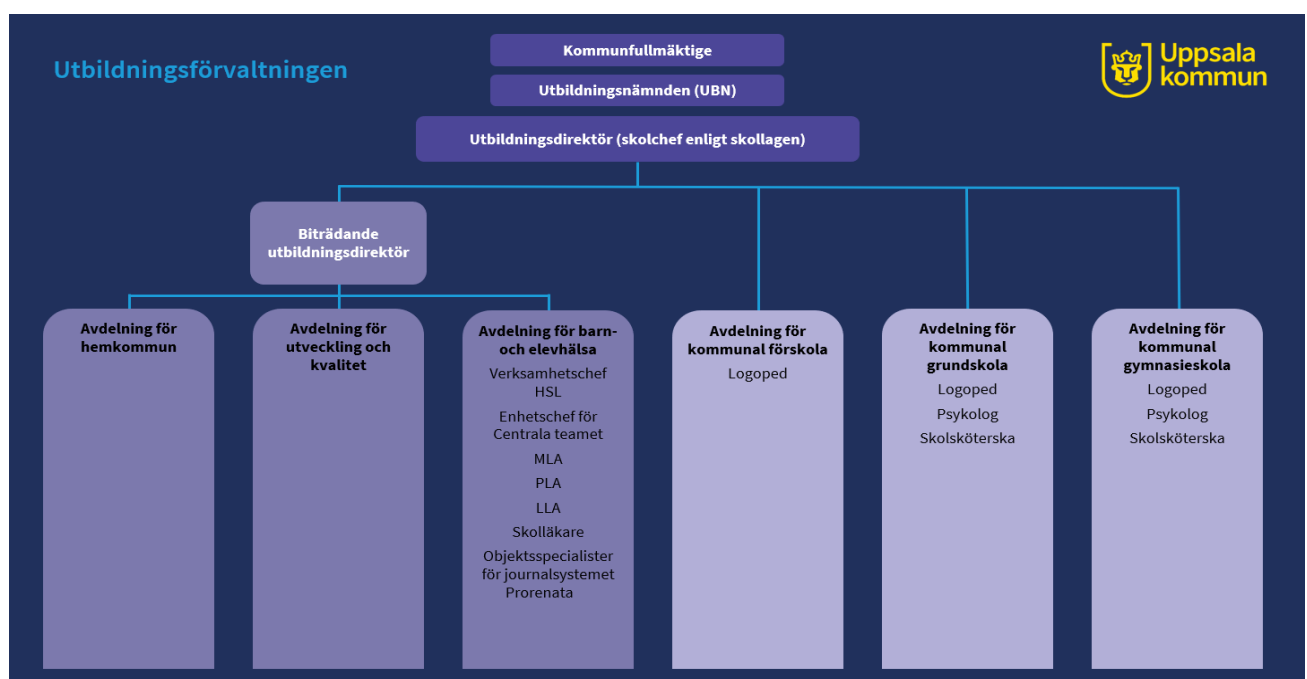 Utbildningsförvaltningen
Kommunfullmäktige
Utbildningsnämnden (UBN)
Utbildningsdirektör (skolchef enligt skollagen)
Uppsala
kommun
Biträdande
utbildningsdirektör
Avdelning för
hemkommun
Avdelning för
utveckling och
kvalitet
Avdelning för barn-
och elevhälsa
Verksamhetschef
HSL
Enhetschef för
Centrala teamet
MLA
PLA
LLA
Skolläkare
Objektsspecialister
för journalsystemet
Prorenata
Avdelning för
kommunal förskola
Logoped
Avdelning för
kommunal
grundskola
Logoped
Psykolog
Skolsköterska
Avdelning för
kommunal
gymnasieskola
Logoped
Psykolog
Skolsköterska